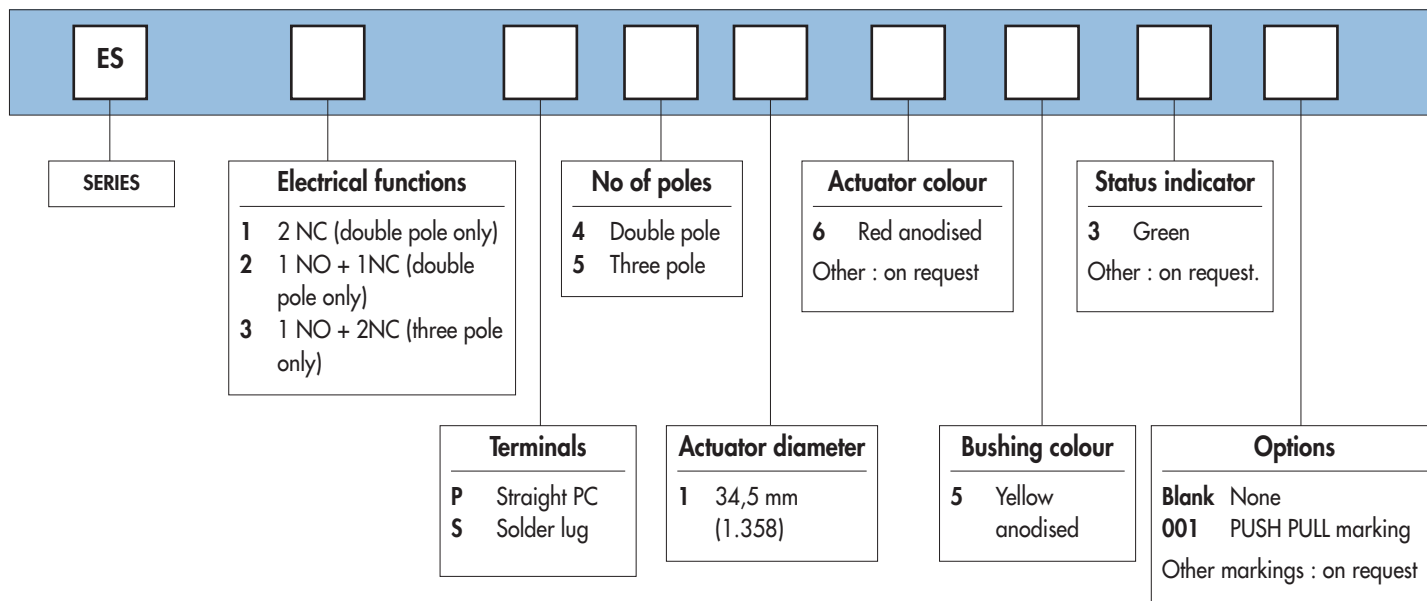 ES
SERIES
Electrical functions
1 2 NC (double pole only)
2 1 NO + 1NC (double
pole only)
3 1 NO + 2NC (three pole
only)
No of poles
4 Double pole
5 Three pole
Actuator colour
6 Red anodised
Other : on request
Status indicator
3 Green
Other : on request.
Terminals
P Straight PC
S Solder lug
Actuator diameter
1 34,5 mm
(1.358)
Bushing colour
5 Yellow
anodised
Options
Blank None
001 PUSH PULL marking
Other markings : on request